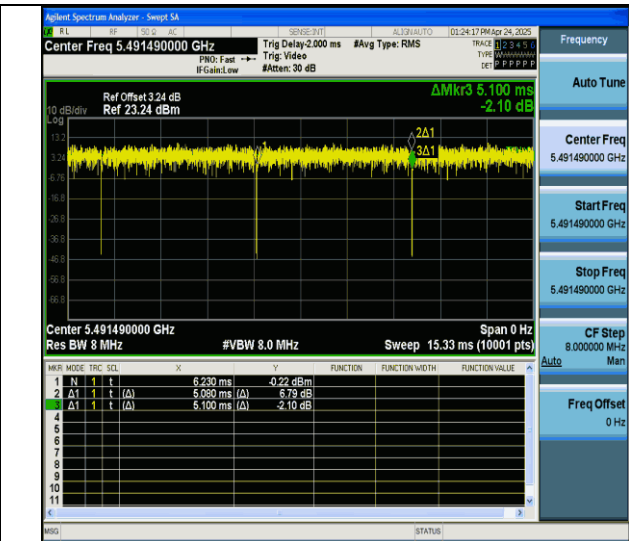 Agilent Spectrum Analyzer - Swept SA
RL RF 50 Ω AC SENSE:INT ALIGNAUTO 01:24:17 PM Apr 24, 2025
Center Freq 5.491490000 GHz Trig Delay-2.000 ms #Avg Type: RMS TRACE 1 2 3 4 5 6
PNO: Fast Trig: Video TYPE
IFGain:Low #Atten: 30 dB DET P P P P P P
ΔMkr3 5.100 ms
-2.10 dB
Ref Offset 3.24 dB
10 dB/div Ref 23.24 dBm
Log
13.2
3.24
-6.76
-16.8
-26.8
-36.8
-46.8
-56.8
-66.8
1
2Δ1
3Δ1
Center 5.491490000 GHz Span 0 Hz
Res BW 8 MHz #VBW 8.0 MHz Sweep 15.33 ms (10001 pts)
MKR MODE TRC SCL X Y FUNCTION FUNCTION WIDTH FUNCTION VALUE
1 N 1 t 6.230 ms -0.22 dBm
2 Δ1 1 t (Δ) 5.080 ms (Δ) 6.79 dB
3 Δ1 1 t (Δ) 5.100 ms (Δ) -2.10 dB
4
5
6
7
8
9
10
11
MSG STATUS
Frequency
Auto Tune
Center Freq
5.491490000 GHz
Start Freq
5.491490000 GHz
Stop Freq
5.491490000 GHz
CF Step
8.000000 MHz
Auto Man
Freq Offset
0 Hz